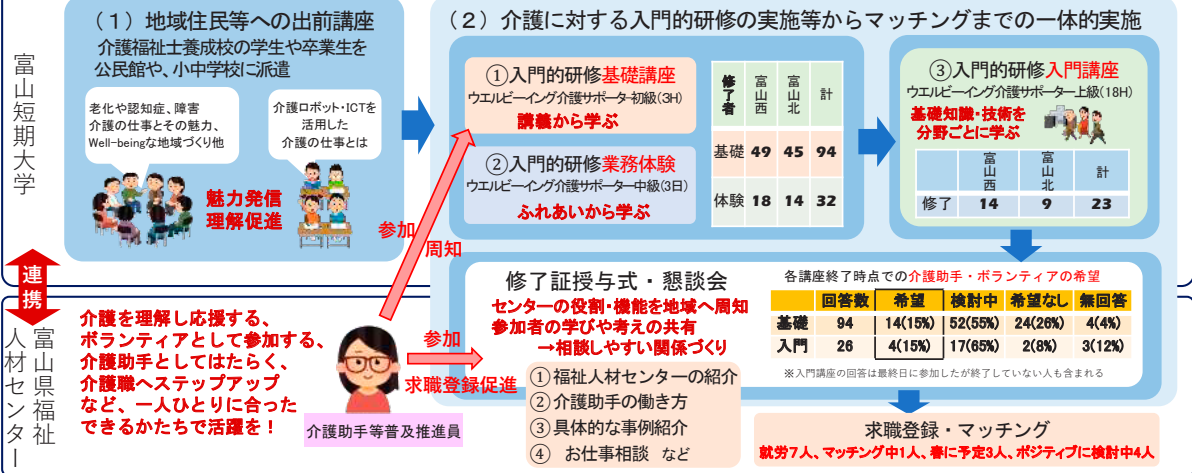 富山短期大学
連携
富山県福祉
人材センター
（１）地域住民等への出前講座
介護福祉士養成校の学生や卒業生を
公民館や、小中学校に派遣
老化や認知症、障害
介護の仕事とその魅力、
Well-beingな地域づくり他
介護ロボット・ICTを
活用した
介護の仕事とは
魅力発信
理解促進
（２）介護に対する入門的研修の実施等からマッチングまでの一体的実施
①入門的研修基礎講座
ウエルビーイング介護サポーター初級(3H)
講義から学ぶ
②入門的研修業務体験
ウエルビーイング介護サポーター中級(3日)
ふれあいから学ぶ
修了者 富山西 富山北 計
基礎 49 45 94
体験 18 14 32
③入門的研修入門講座
ウエルビーイング介護サポーター上級(18H)
基礎知識・技術を
分野ごとに学ぶ
富山西 富山北 計
修了 14 9 23
参加
周知
介護を理解し応援する、
ボランティアとして参加する、
介護助手としてはたらく、
介護職へステップアップ
など、一人ひとりに合った
できるかたちで活躍を！
介護助手等普及推進員
参加
求職登録促進
修了証授与式・懇談会
センターの役割・機能を地域へ周知
参加者の学びや考えの共有
→相談しやすい関係づくり
①福祉人材センターの紹介
②介護助手の働き方
③具体的な事例紹介
④ お仕事相談 など
各講座終了時点での介護助手・ボランティアの希望
回答数 希望 検討中 希望なし 無回答
基礎 94 14(15%) 52(55%) 24(26%) 4(4%)
入門 26 4(15%) 17(65%) 2(8%) 3(12%)
※入門講座の回答は最終日に参加したが終了していない人も含まれる
求職登録・マッチング
就労７人、マッチング中１人、春に予定３人、ポジティブに検討中４人